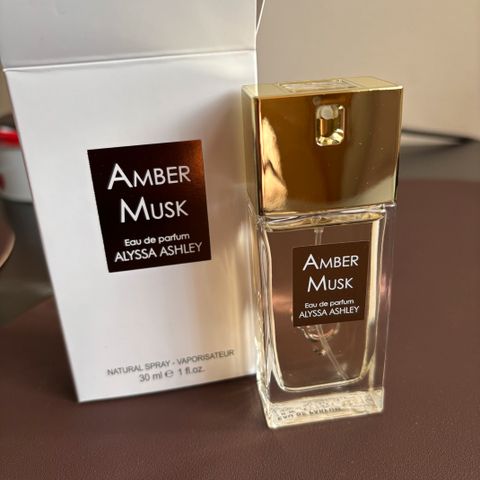 AMBER
MUSK
Eau de parfum
ALYSSA ASHLEY
NATURAL SPRAY - VAPORISATEUR
30 ml ℮ 1 fl.oz.
AMBER
MUSK
Eau de parfum
ALYSSA ASHLEY